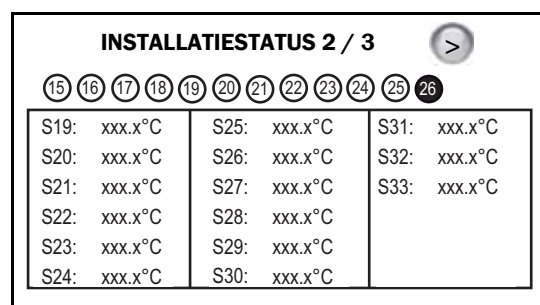 INSTALLATIESTATUS 2 / 3 >
15 16 17 18 19 20 21 22 23 24 25 26
S19: xxx.x°C S25: xxx.x°C S31: xxx.x°C
S20: xxx.x°C S26: xxx.x°C S32: xxx.x°C
S21: xxx.x°C S27: xxx.x°C S33: xxx.x°C
S22: xxx.x°C S28: xxx.x°C
S23: xxx.x°C S29: xxx.x°C
S24: xxx.x°C S30: xxx.x°C